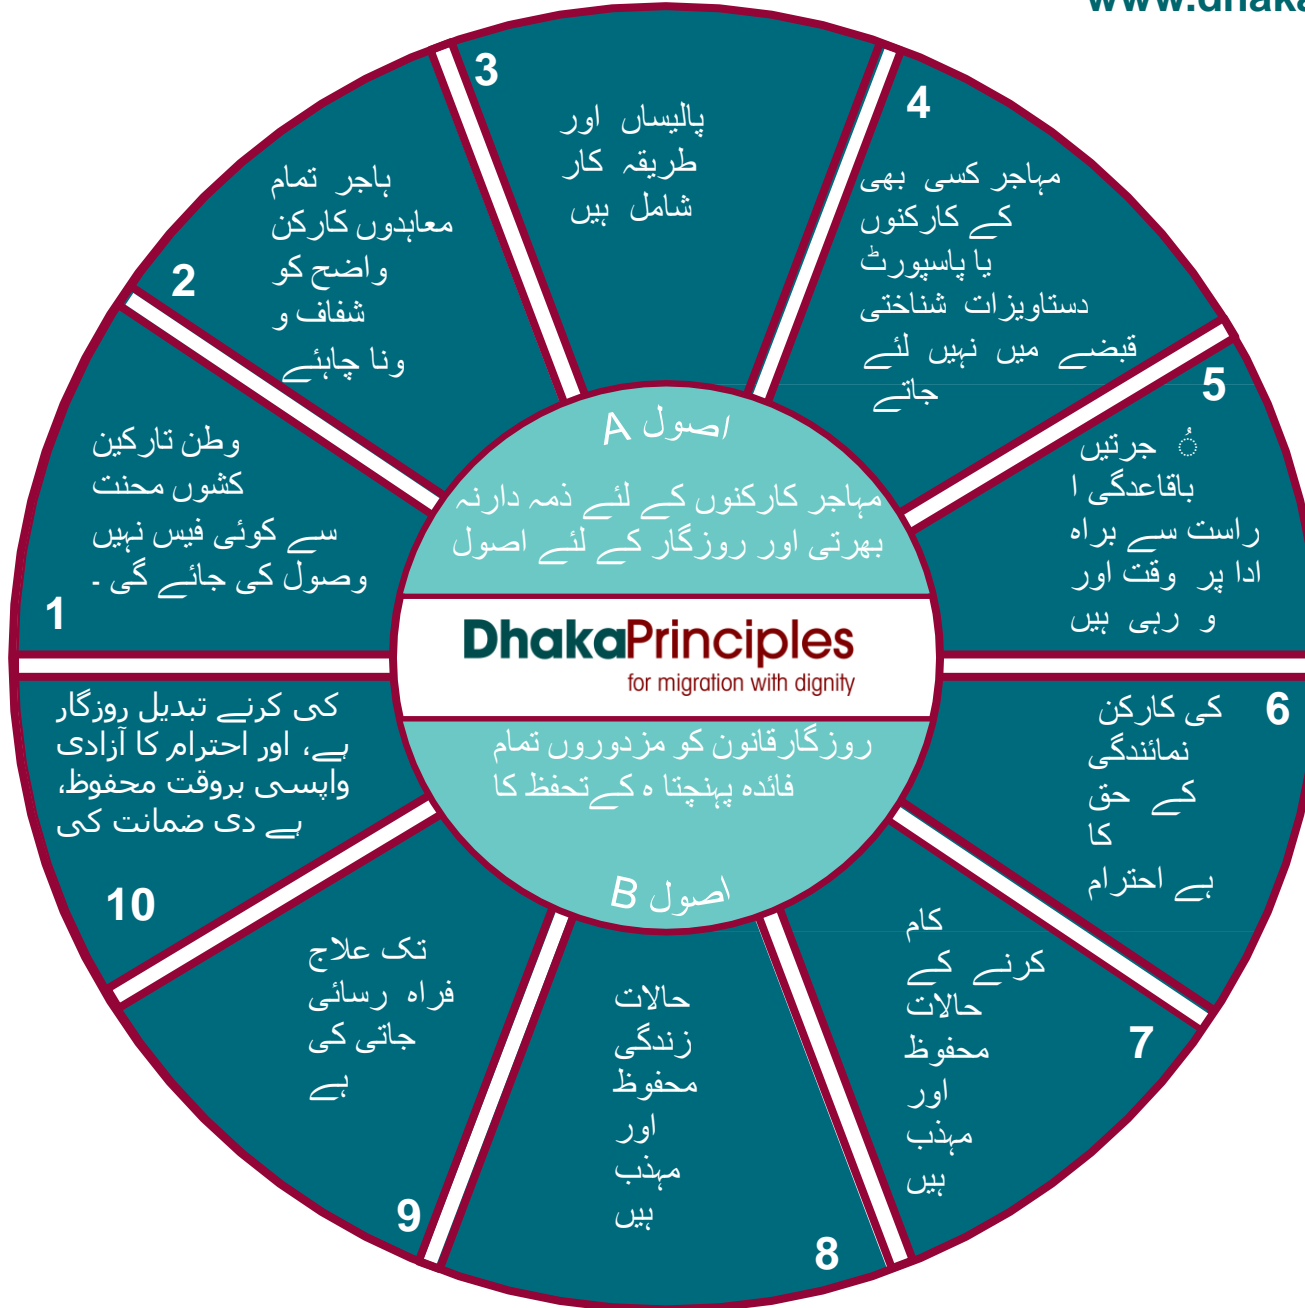 www.dhaka
3
پالیساں اور
طریقہ کار
شامل ہیں
4
مہاجر کسی بھی
کے کارکنوں
یا پاسپورٹ
دستاویزات شناختی
قبضے میں نہیں لئے
جاتے
2
ہاجر تمام
معاہدوں کارکن
واضح کو
شفاف و
ونا چاہئے
5
ُ جرتیں
باقاعدگی ا
راست سے براہ
ادا پر وقت اور
و رہی ہیں
1
وطن تارکین
کشوں محنت
سے کوئی فیس نہیں
وصول کی جائے گی ۔
اصول A
مہاجر کارکنوں کے لئے ذمہ دارنہ
بھرتی اور روزگار کے لئے اصول
DhakaPrinciples
for migration with dignity
روزگارقانون کو مزدوروں تمام
فائدہ پہنچتا ہ کےتحفظ کا
اصول B
6
کی کارکن
نمائندگی
کے حق
کا
ہے احترام
10
کی کرنے تبدیل روزگار
ہے، اور احترام کا آزادی
واپسی بروقت محفوظ،
ہے دی ضمانت کی
7
کام
کرنے کے
حالات
محفوظ
اور
مہذب
ہیں
9
تک علاج
فراہ رسائی
جاتی کی
ہے
8
حالات
زندگی
محفوظ
اور
مہذب
ہیں